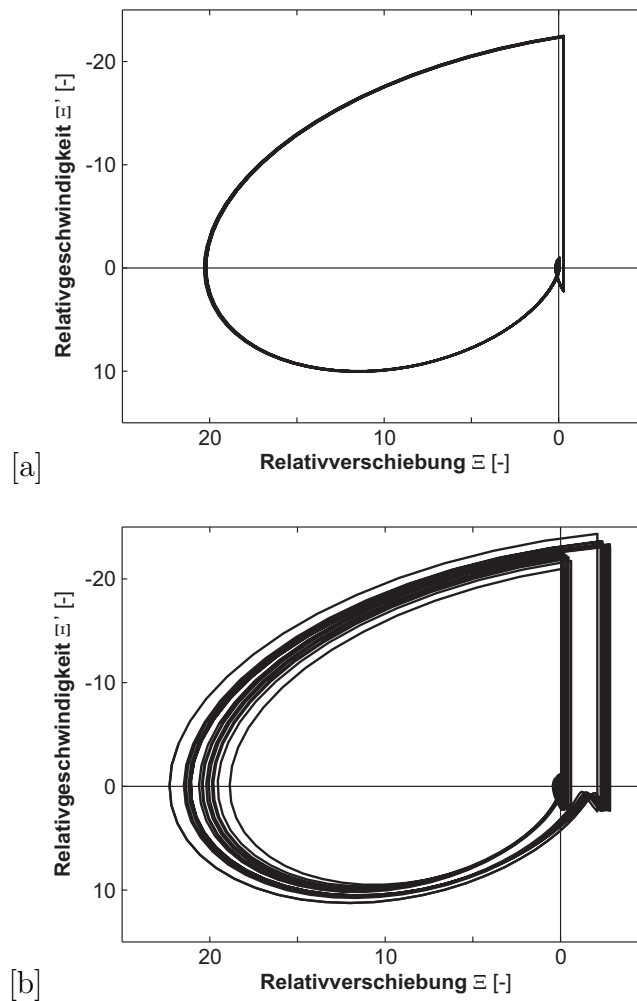 -20
-10
0
10
Relativgeschwindigkeit Ξ' [-]
20
10
0
Relativverschiebung Ξ [-]
[a]
-20
-10
0
10
Relativgeschwindigkeit Ξ' [-]
20
10
0
Relativverschiebung Ξ [-]
[b]